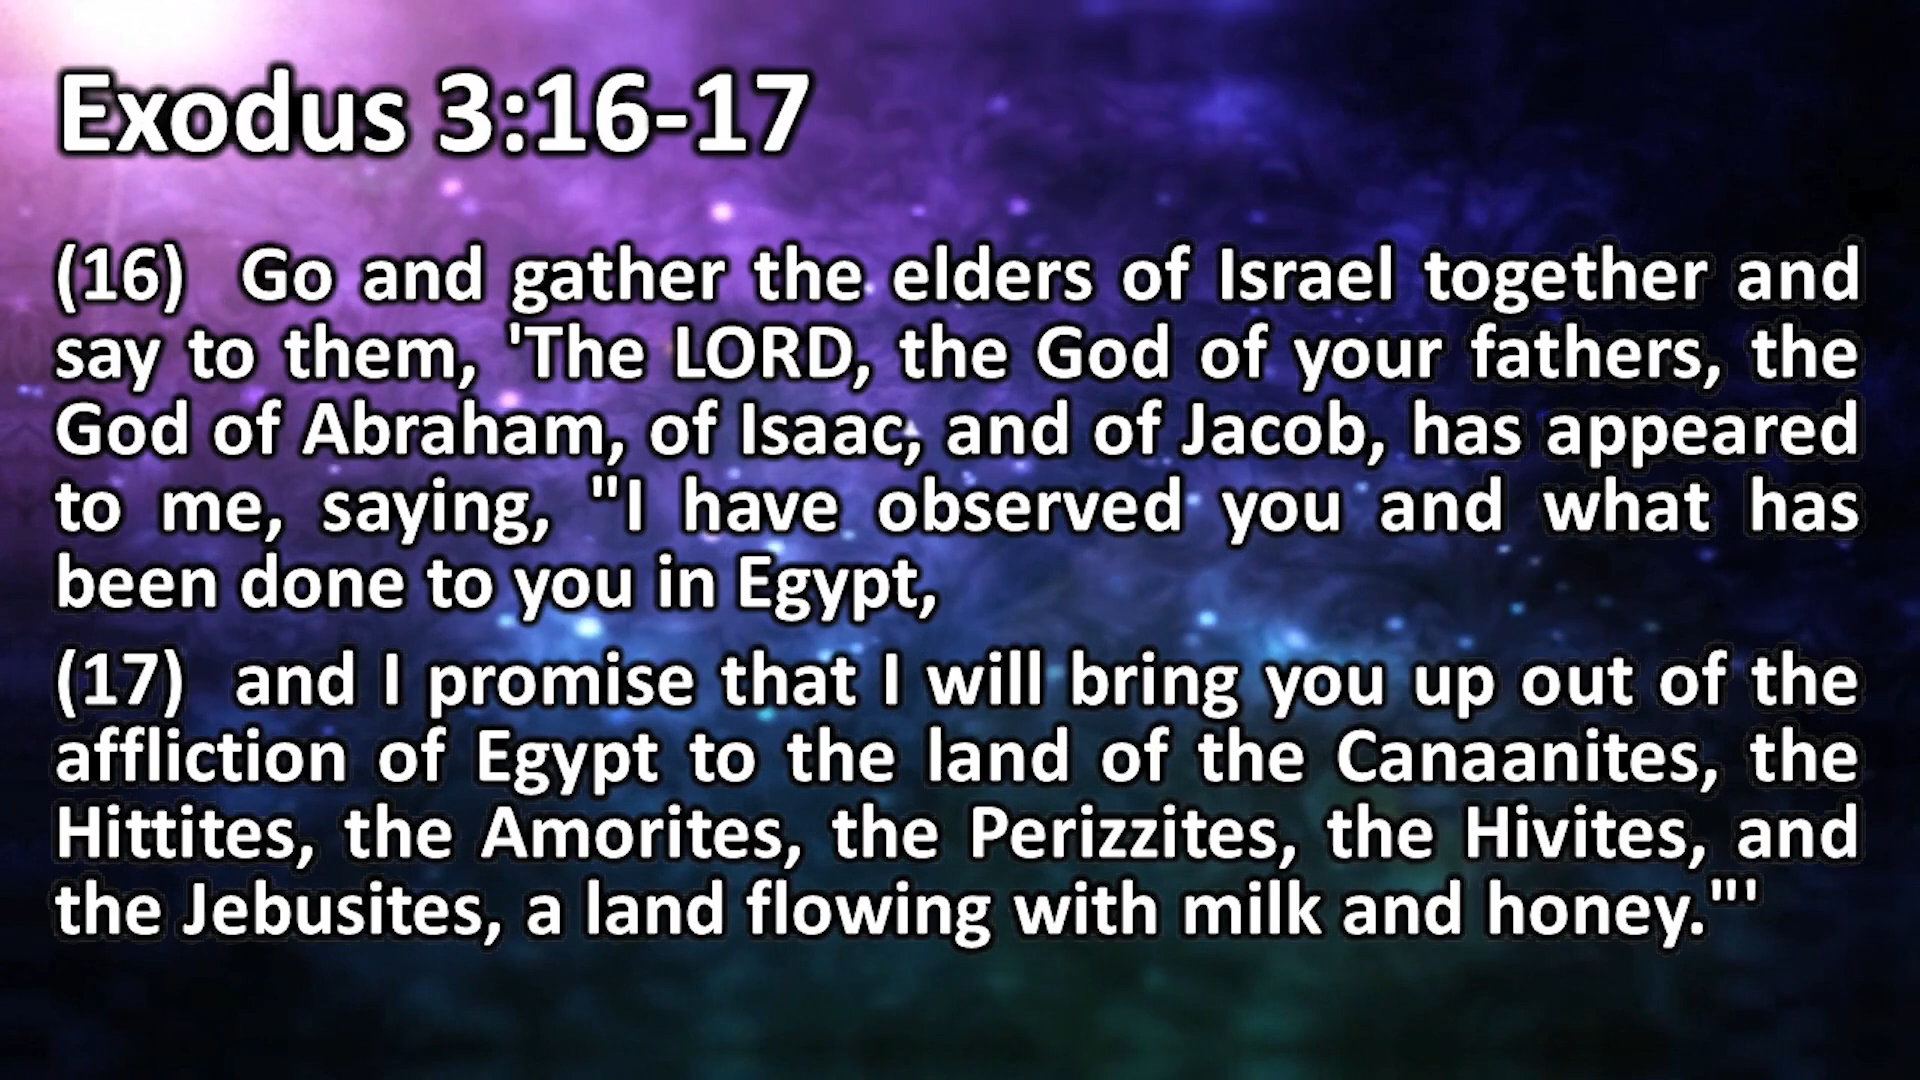 Exodus 3:16-17
(16)  Go and gather the elders of Israel together and
say to them, 'The LORD, the God of your fathers, the
God of Abraham, of Isaac, and of Jacob, has appeared
to me, saying, "I have observed you and what has
been done to you in Egypt,
(17)  and I promise that I will bring you up out of the
affliction of Egypt to the land of the Canaanites, the
Hittites, the Amorites, the Perizzites, the Hivites, and
the Jebusites, a land flowing with milk and honey."'